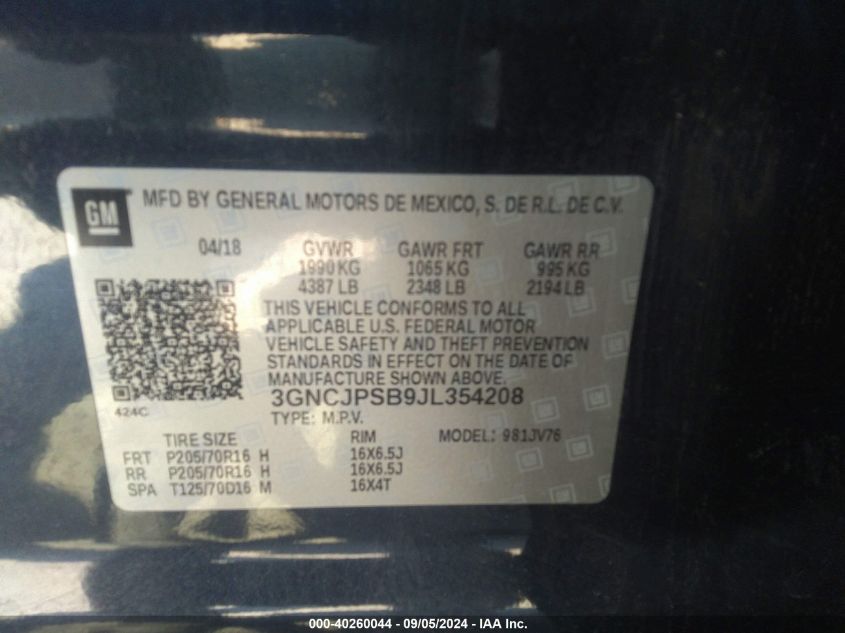 GM
MFD BY GENERAL MOTORS DE MEXICO, S. DE R.L. DE C.V.
04/18 GVWR GAWR FRT GAWR RR
1990 KG 1065 KG 995 KG
4387 LB 2348 LB 2194 LB
THIS VEHICLE CONFORMS TO ALL
APPLICABLE U.S. FEDERAL MOTOR
VEHICLE SAFETY AND THEFT PREVENTION
STANDARDS IN EFFECT ON THE DATE OF
MANUFACTURE SHOWN ABOVE.
424C 3GNCJPSB9JL354208
TYPE: M.P.V.
TIRE SIZE RIM MODEL: 981JV76
FRT P205/70R16 H 16X6.5J
RR P205/70R16 H 16X6.5J
SPA T125/70D16 M 16X4T
000-40260044 - 09/05/2024 - IAA Inc.